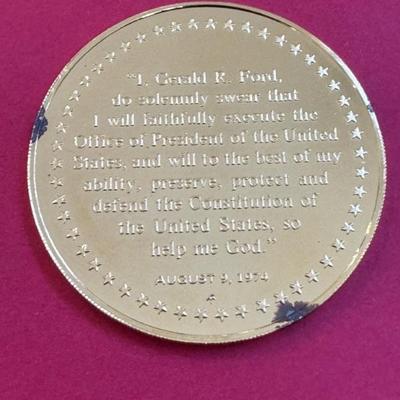 "I, Gerald R. Ford,
do solemnly swear that
I will faithfully execute the
Office of President of the United
States, and will to the best of my
ability, preserve, protect and
defend the Constitution of
the United States, so
help me God."
AUGUST 9, 1974